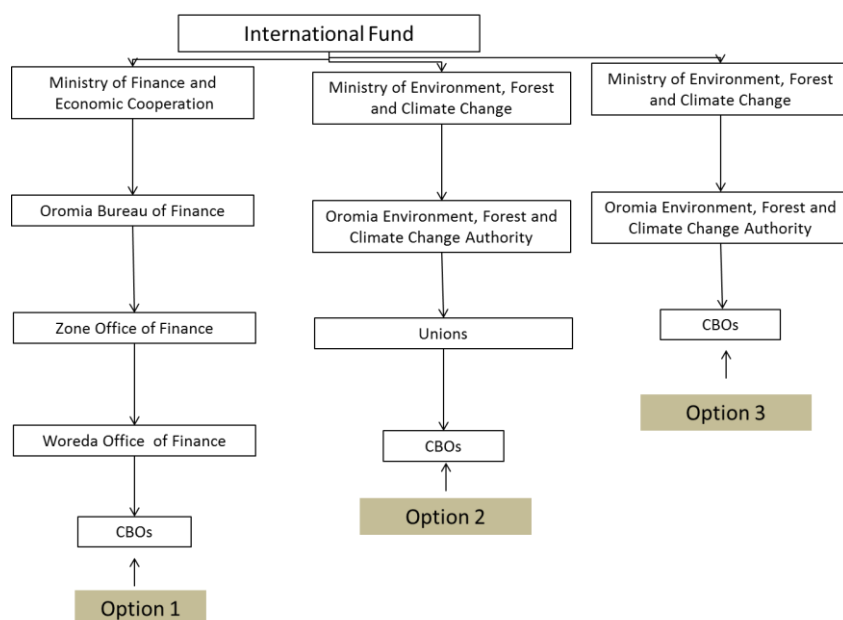 International Fund
Ministry of Finance and
Economic Cooperation
Oromia Bureau of Finance
Zone Office of Finance
Woreda Office of Finance
CBOs
Option 1
Ministry of Environment, Forest
and Climate Change
Oromia Environment, Forest and
Climate Change Authority
Unions
CBOs
Option 2
Ministry of Environment, Forest
and Climate Change
Oromia Environment, Forest and
Climate Change Authority
CBOs
Option 3